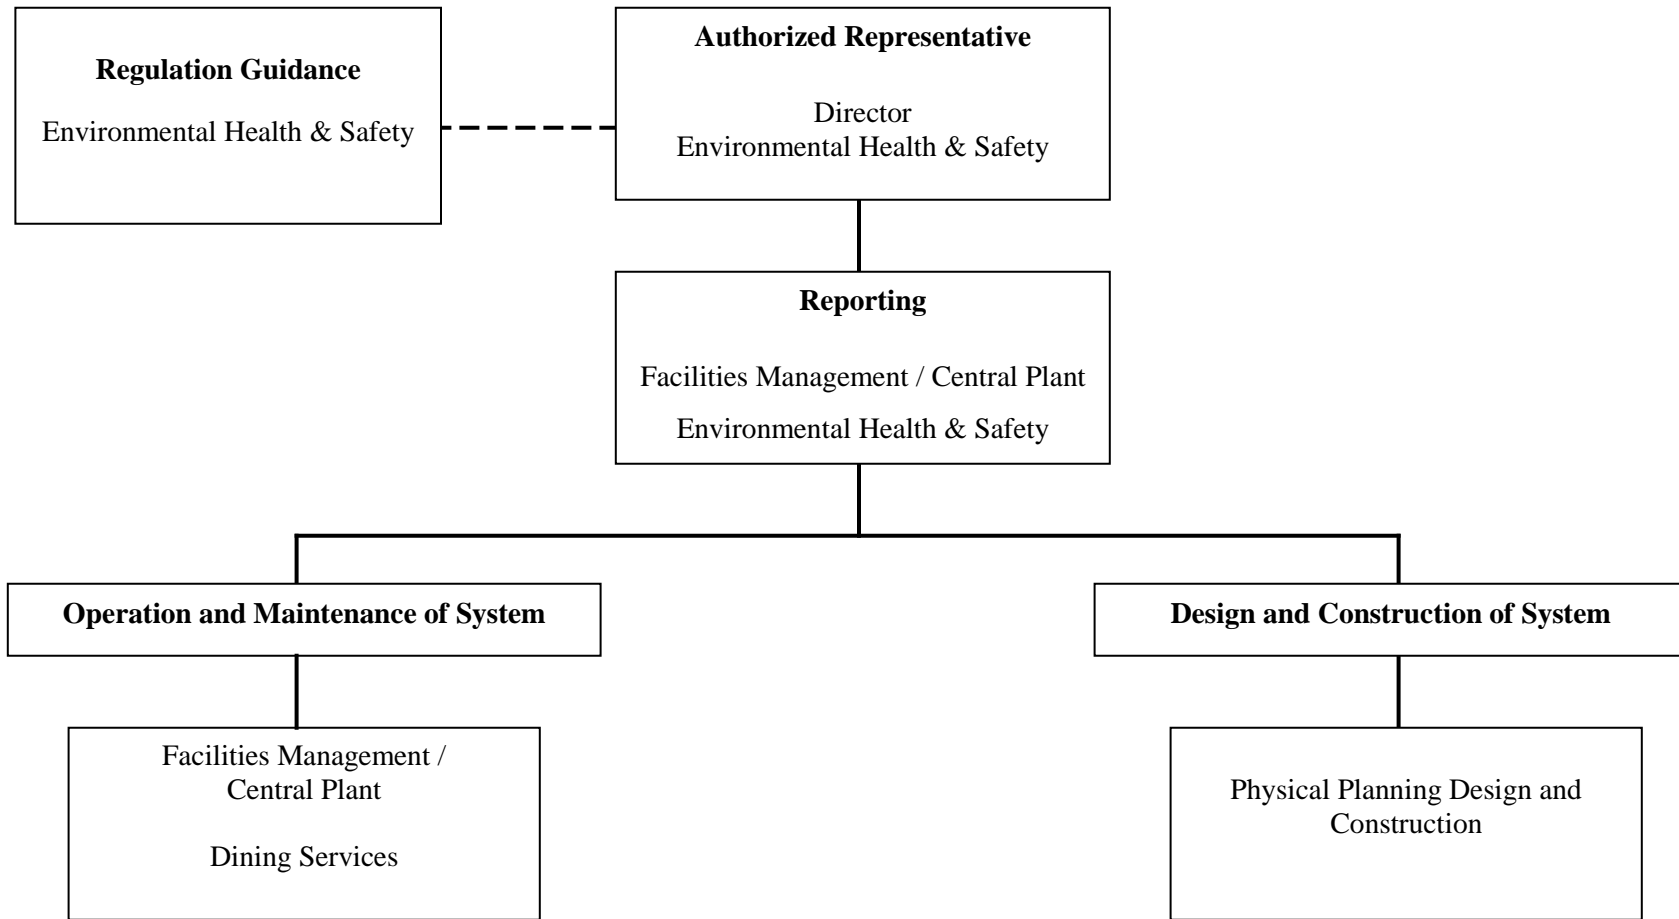 Regulation Guidance
Environmental Health & Safety
Authorized Representative
Director
Environmental Health & Safety
Reporting
Facilities Management / Central Plant
Environmental Health & Safety
Operation and Maintenance of System
Design and Construction of System
Facilities Management /
Central Plant
Dining Services
Physical Planning Design and
Construction